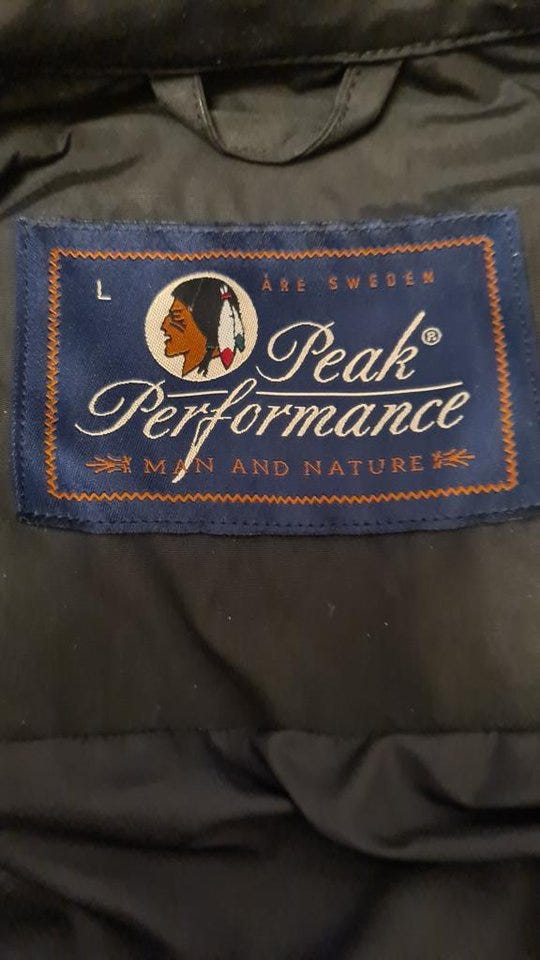 L
ÅRE SWEDEN
Peak®
Performance
MAN AND NATURE